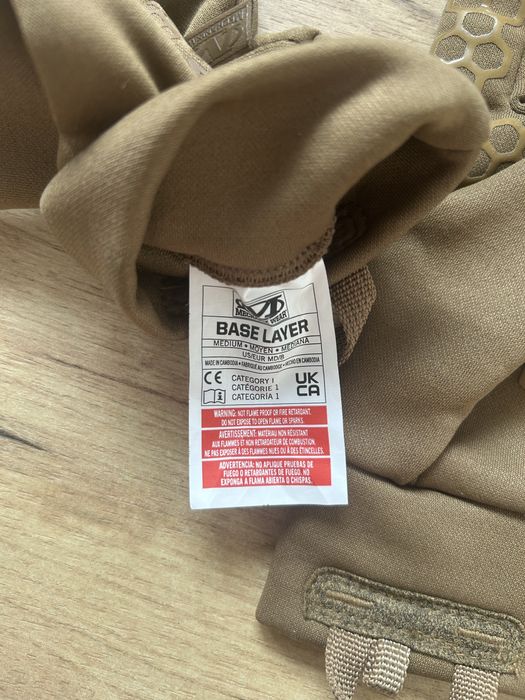 MECHANIX WEAR
BASE LAYER
MEDIUM • MOYEN • MEDIANA
US/EUR MD/8
MADE IN CAMBODIA • FABRIQUÉ AU CAMBODGE • HECHO EN CAMBODIA
CE CATEGORY I UK
CATÉGORIE 1 CA
i CATEGORÍA 1
WARNING: NOT FLAME PROOF OR FIRE RETARDANT.
DO NOT EXPOSE TO OPEN FLAME OR SPARKS.
AVERTISSEMENT: MATÉRIAU NON RÉSISTANT
AUX FLAMMES ET NON RETARDATEUR DE COMBUSTION.
NE PAS EXPOSER À DES FLAMMES NUES OU À DES ÉTINCELLES.
ADVERTENCIA: NO APLIQUE PRUEBAS DE
FUEGO O RETARDANTES DE FUEGO. NO
EXPONGA A FLAMA ABIERTA O CHISPAS.